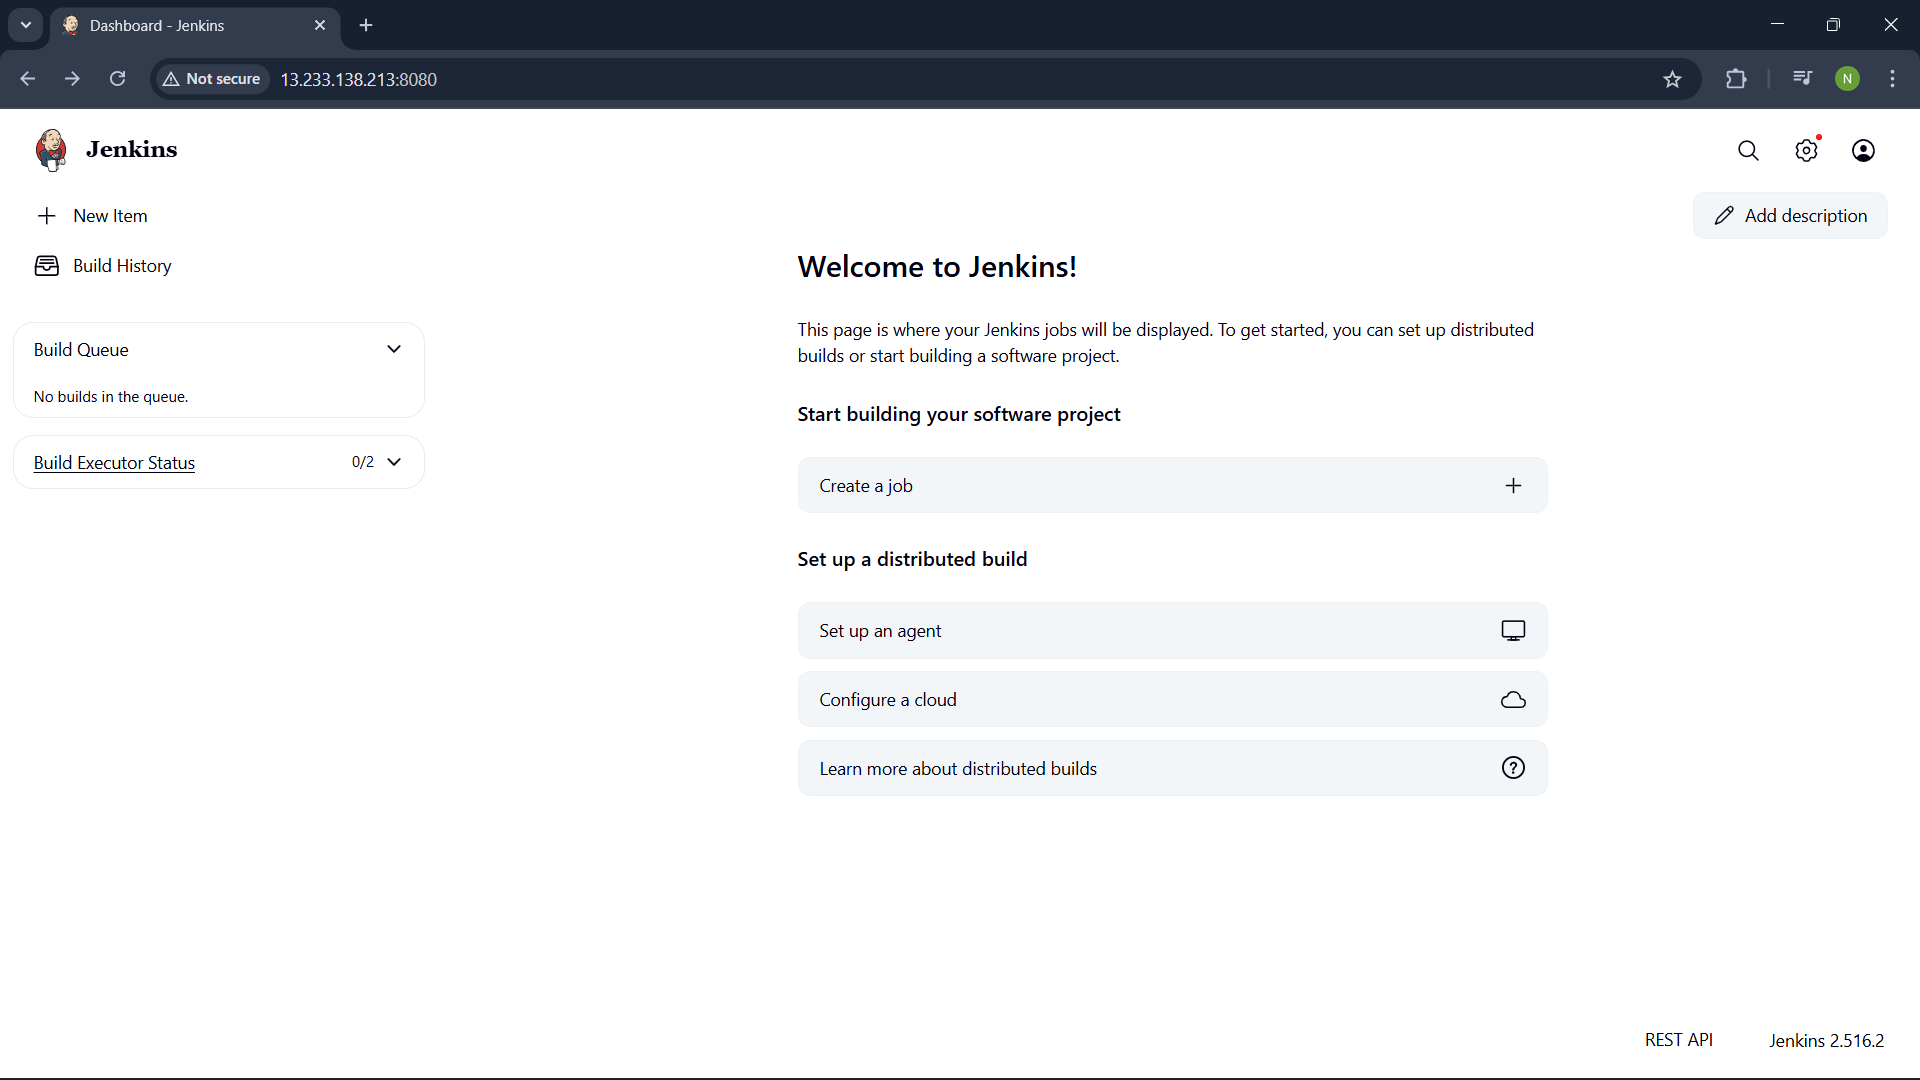 Dashboard - Jenkins
Not secure
13.233.138.213:8080
N
Jenkins
New Item
Add description
Build History
Welcome to Jenkins!
This page is where your Jenkins jobs will be displayed. To get started, you can set up distributed
builds or start building a software project.
Build Queue
No builds in the queue.
Start building your software project
Build Executor Status
0/2
Create a job
Set up a distributed build
Set up an agent
Configure a cloud
Learn more about distributed builds
REST API
Jenkins 2.516.2